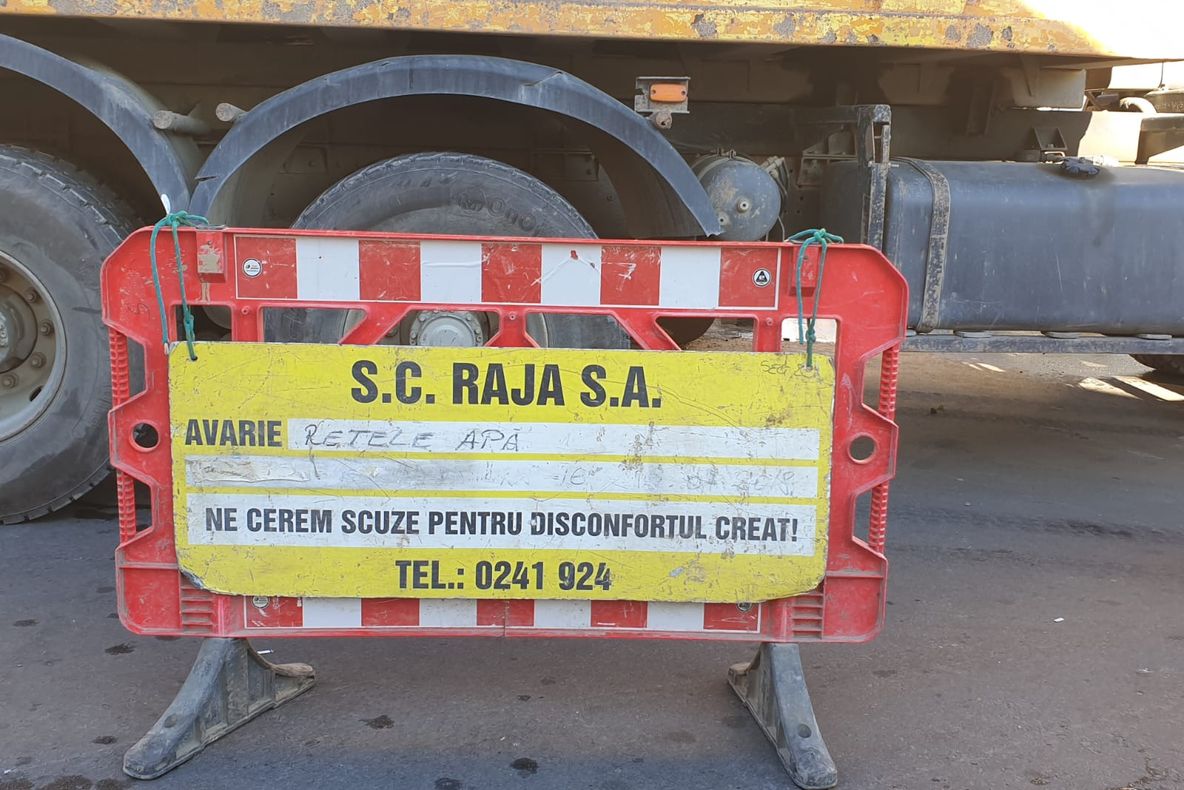 S.C. RAJA S.A.
AVARIE REȚELE APĂ
NE CEREM SCUZE PENTRU DISCONFORTUL CREAT!
TEL.: 0241 924